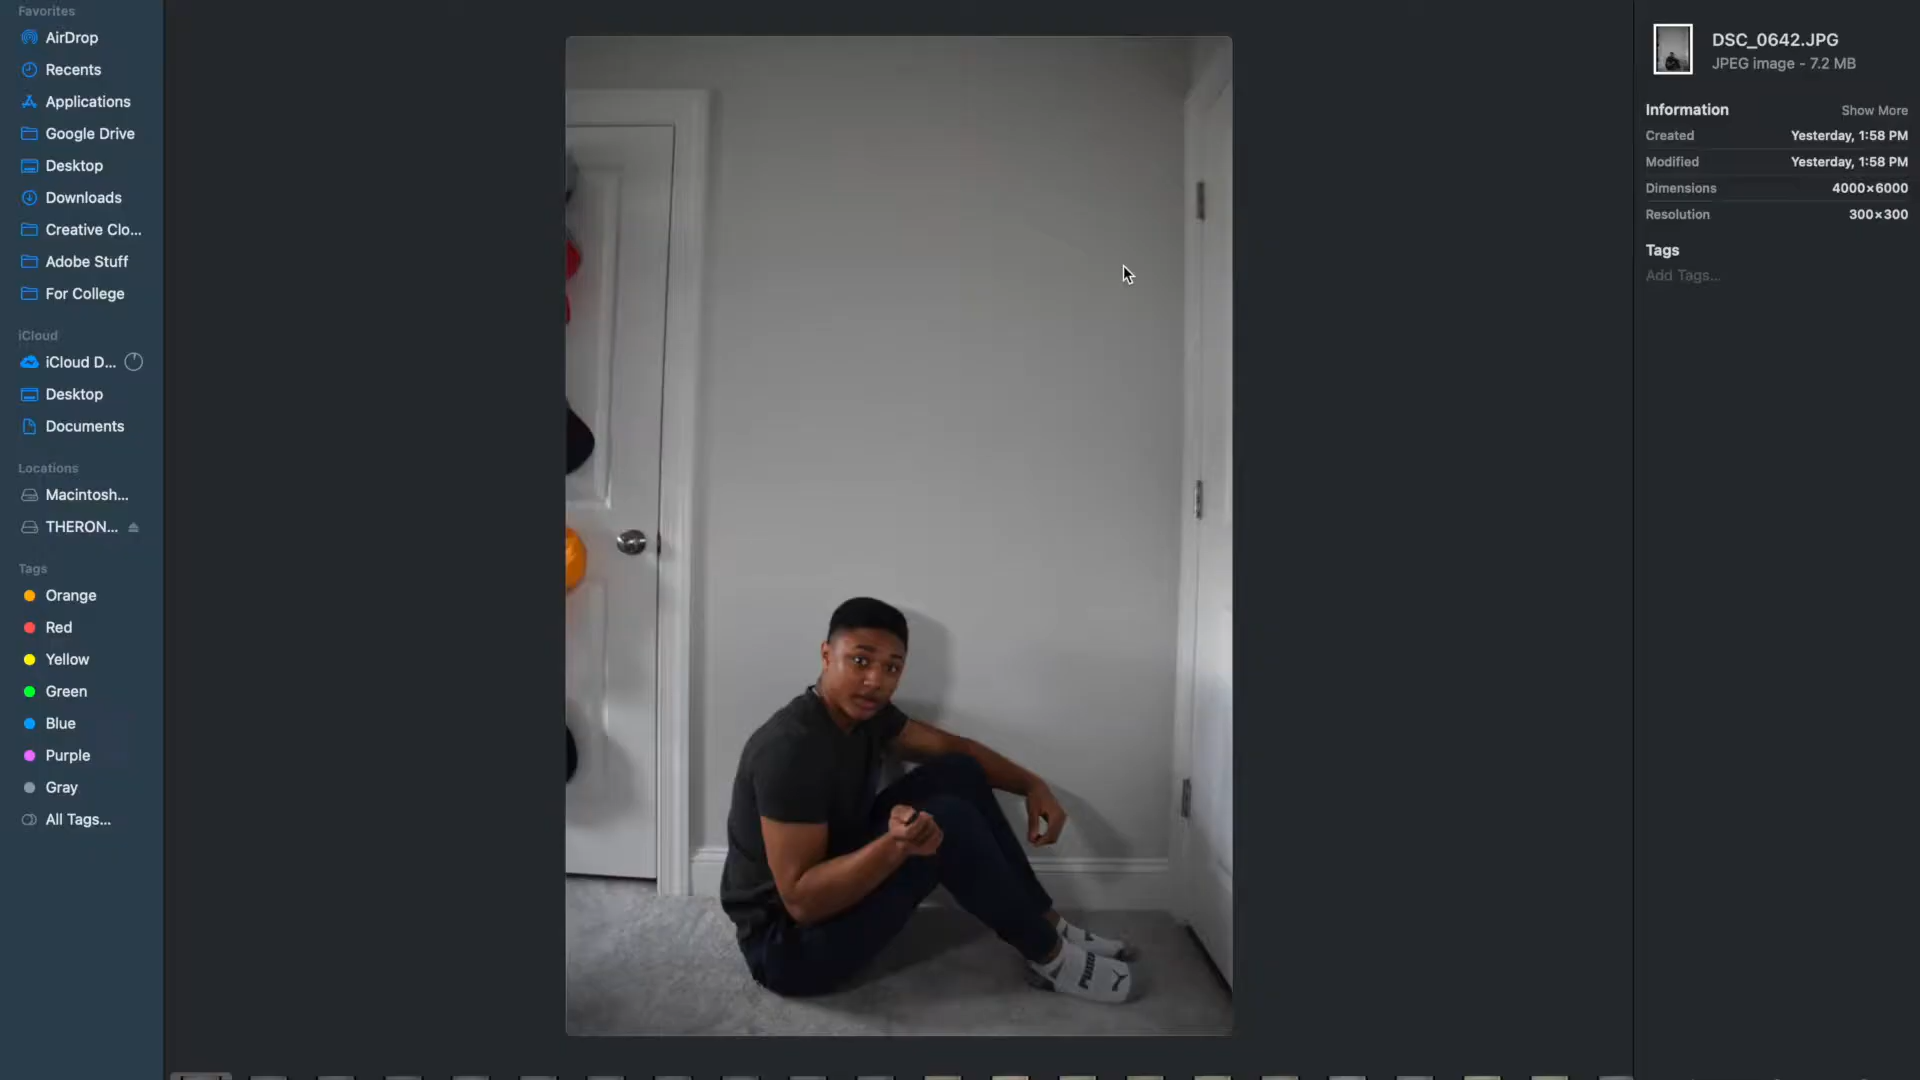 Favorites
AirDrop
Recents
Applications
Google Drive
Desktop
Downloads
Creative Clo...
Adobe Stuff
For College
iCloud
iCloud D...
Desktop
Documents
Locations
Macintosh...
THERON...
Tags
Orange
Red
Yellow
Green
Blue
Purple
Gray
All Tags...
PUMA
DSC_0642.JPG
JPEG image - 7.2 MB
Information Show More
Created Yesterday, 1:58 PM
Modified Yesterday, 1:58 PM
Dimensions 4000×6000
Resolution 300×300
Tags
Add Tags...